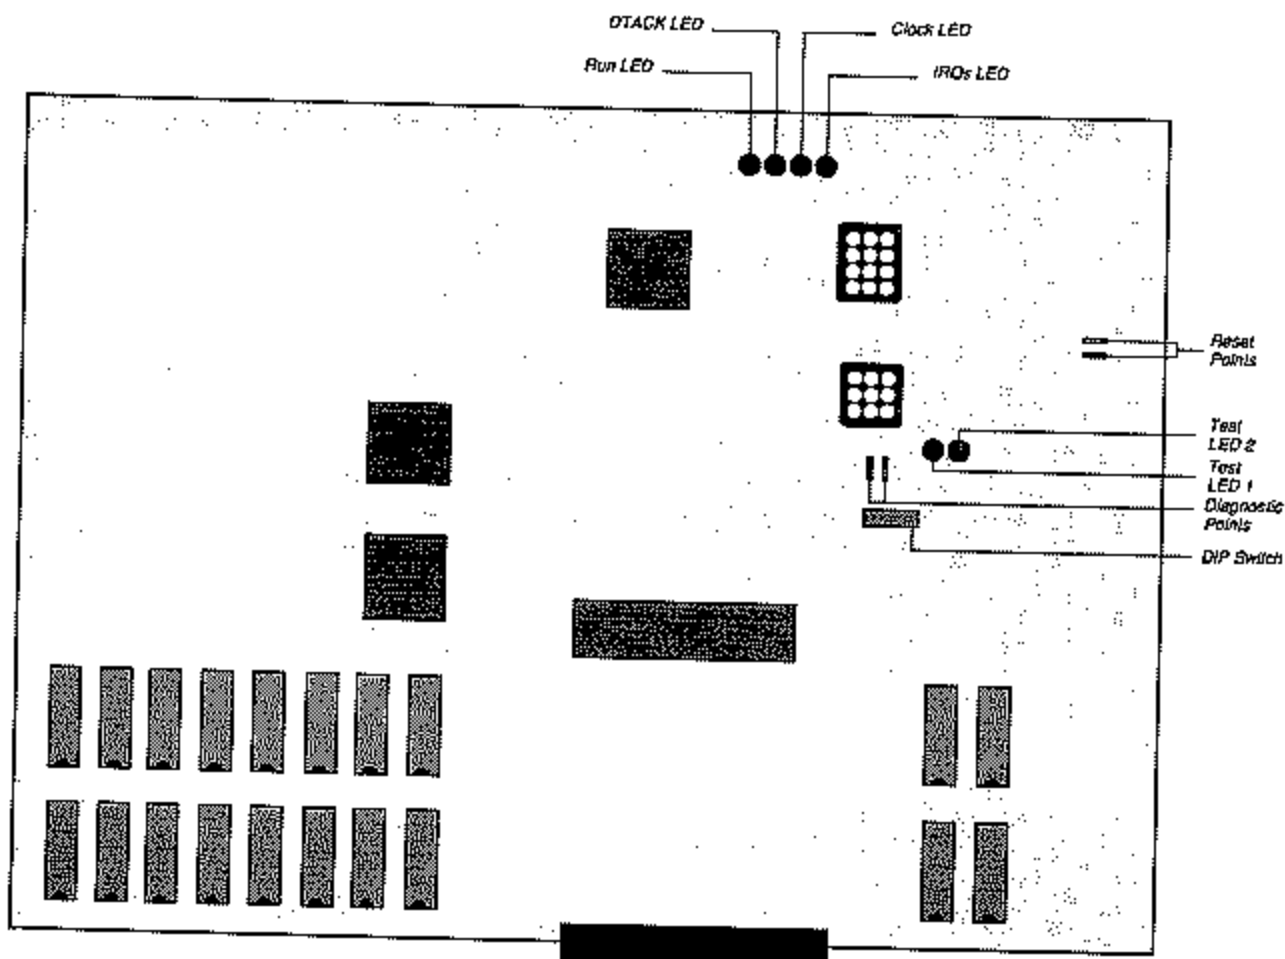 DTACK LED
Clock LED
Run LED
IRQs LED
Reset
Points
Test
LED 2
Test
LED 1
Diagnostic
Points
DIP Switch